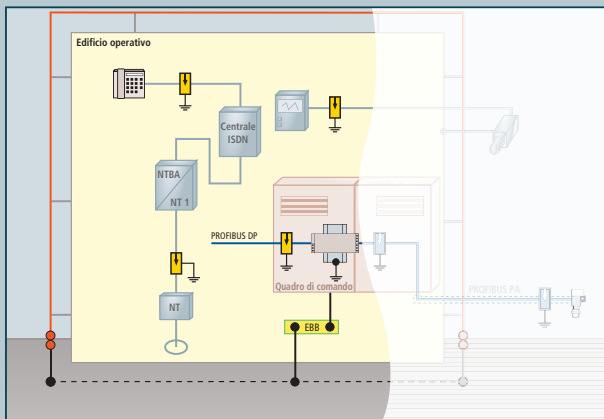 Edificio operativo
Centrale
ISDN
NTBA
NT 1
PROFIBUS DP
Quadro di comando
PROFIBUS PA
NT
EBB